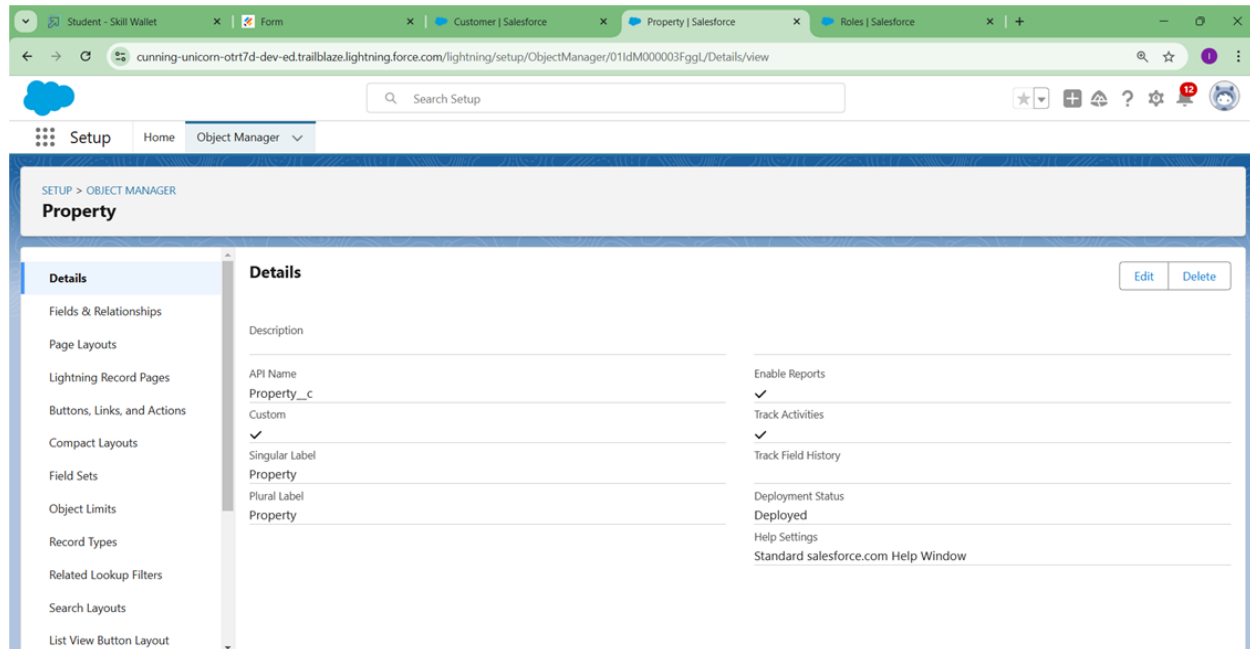 Student - Skill Wallet
Form
Customer | Salesforce
Property | Salesforce
Roles | Salesforce
cunning-unicorn-otrt7d-dev-ed.trailblaze.lightning.force.com/lightning/setup/ObjectManager/01IdM000003FggL/Details/view
I
Search Setup
12
Setup
Home
Object Manager
SETUP > OBJECT MANAGER
Property
Details
Fields & Relationships
Page Layouts
Lightning Record Pages
Buttons, Links, and Actions
Compact Layouts
Field Sets
Object Limits
Record Types
Related Lookup Filters
Search Layouts
List View Button Layout
Details
Edit
Delete
Description
API Name
Property__c
Custom
Singular Label
Property
Plural Label
Property
Enable Reports
Track Activities
Track Field History
Deployment Status
Deployed
Help Settings
Standard salesforce.com Help Window